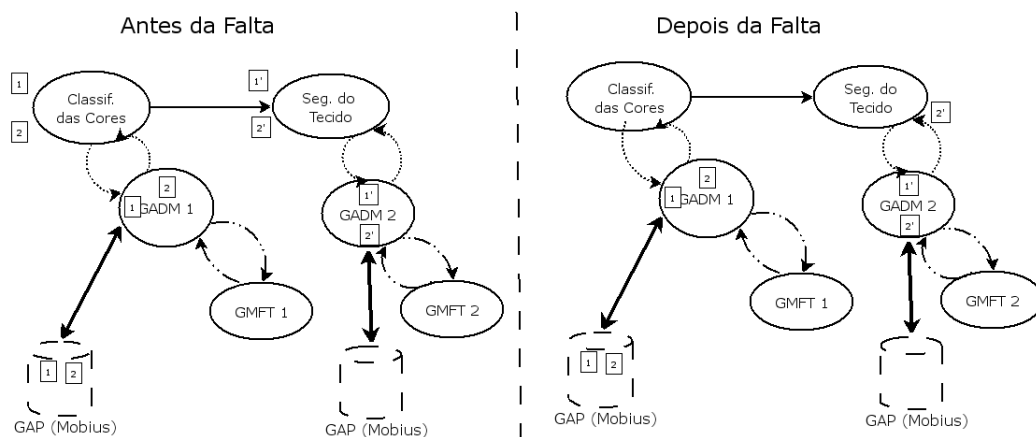 Antes da Falta
Depois da Falta
1
2
Classif.
das Cores
1'
2'
Seg. do
Tecido
2
1
GADM 1
1'
GADM 2
2'
GMFT 1
GMFT 2
1
2
GAP (Mobius)
GAP (Mobius)
Classif.
das Cores
Seg. do
Tecido
2'
2
1
GADM 1
1'
GADM 2
2'
GMFT 1
GMFT 2
1
2
GAP (Mobius)
GAP (Mobius)